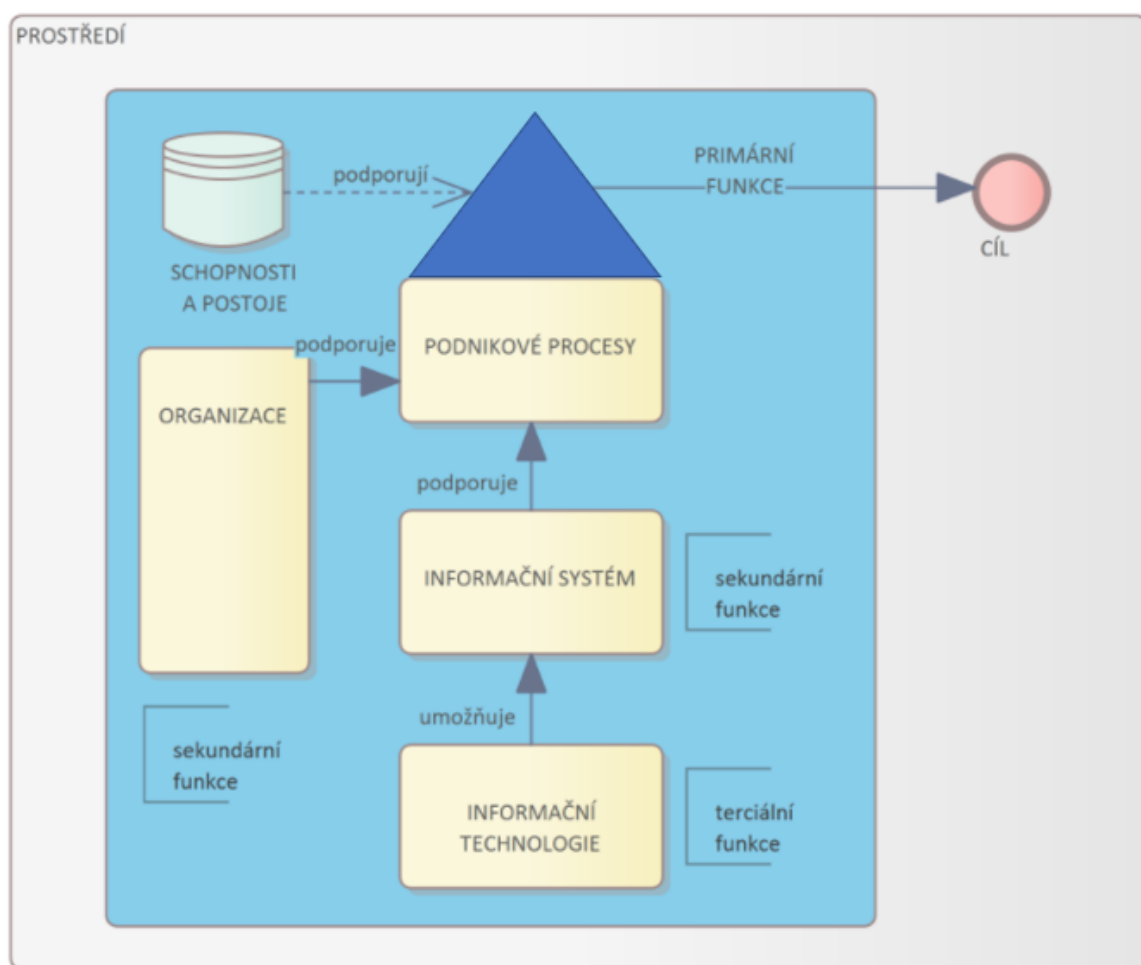 PROSTŘEDÍ
podporují
PRIMÁRNÍ
FUNKCE
CÍL
SCHOPNOSTI
A POSTOJE
podporuje
PODNIKOVÉ PROCESY
ORGANIZACE
podporuje
INFORMAČNÍ SYSTÉM
sekundární
funkce
umožňuje
sekundární
funkce
INFORMAČNÍ
TECHNOLOGIE
terciální
funkce